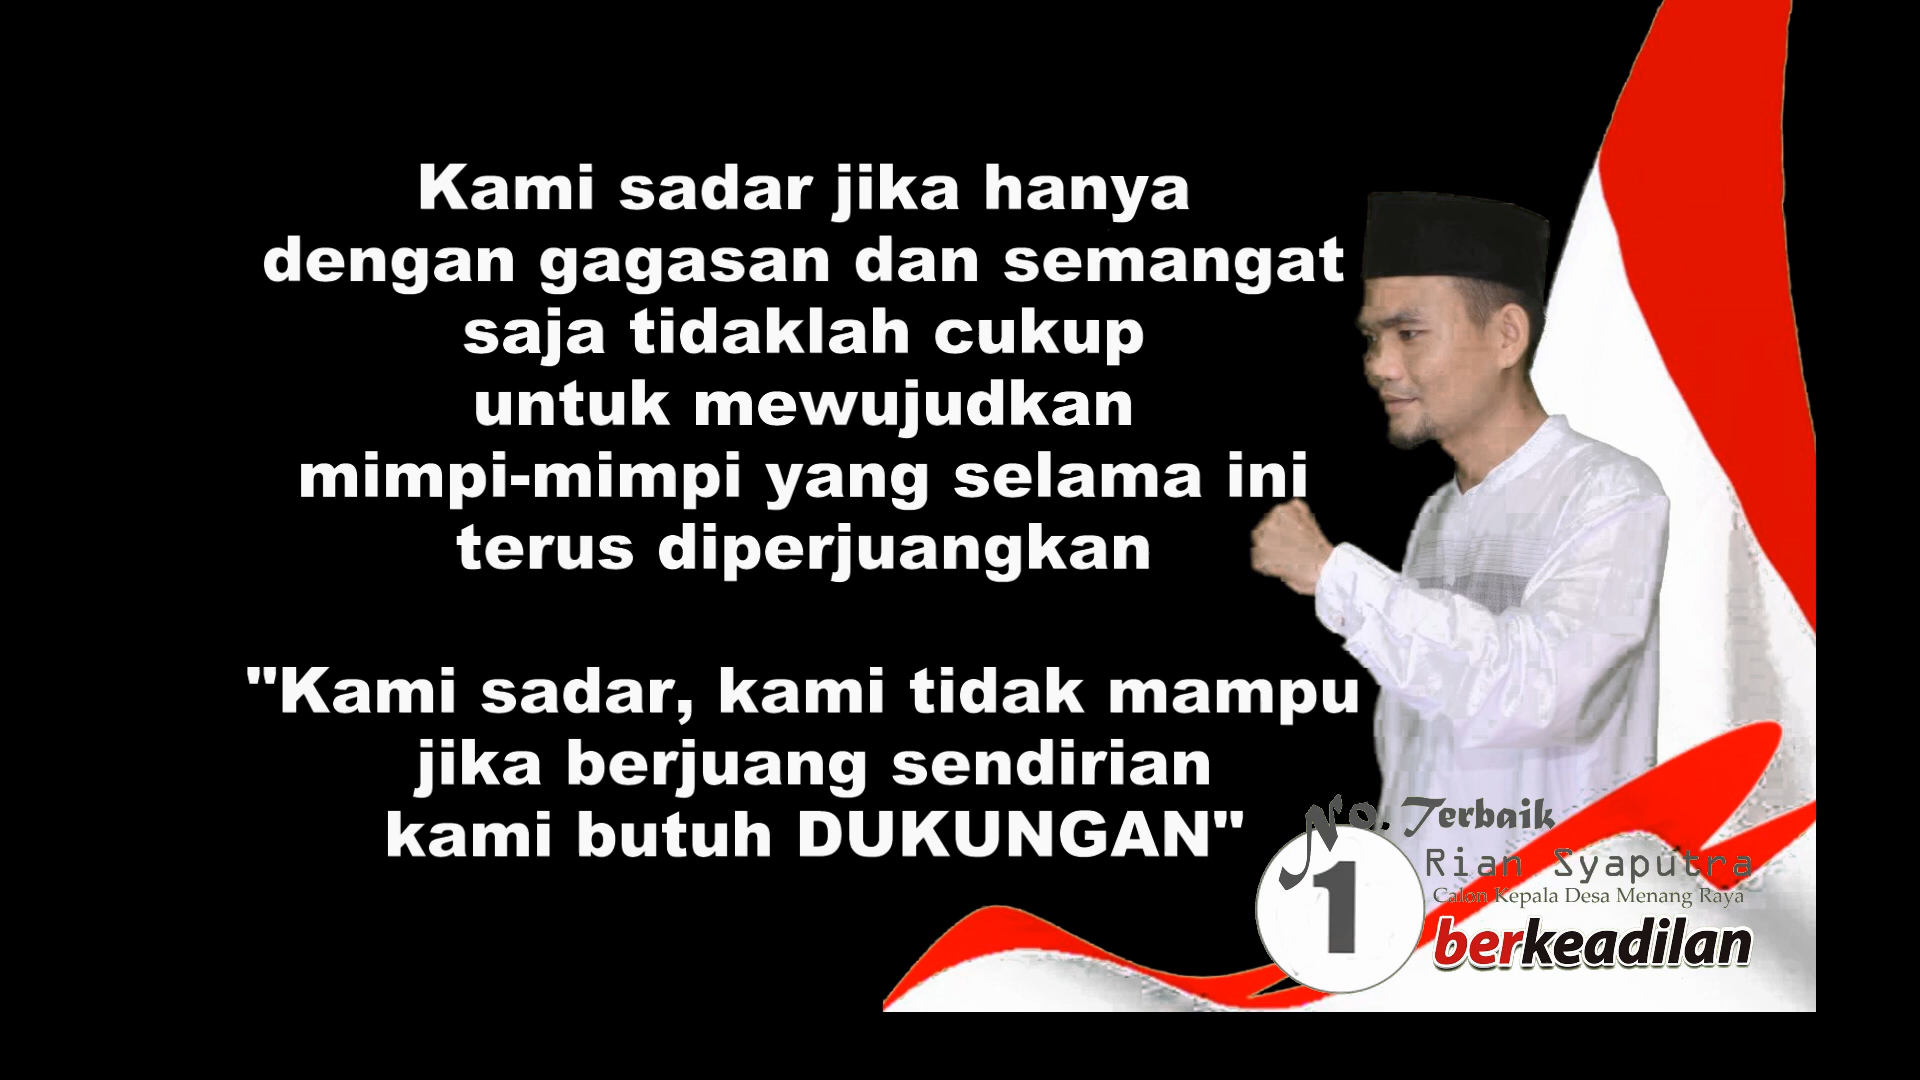 Kami sadar jika hanya
dengan gagasan dan semangat
saja tidaklah cukup
untuk mewujudkan
mimpi-mimpi yang selama ini
terus diperjuangkan
"Kami sadar, kami tidak mampu
jika berjuang sendirian
kami butuh DUKUNGAN"
No. Terbaik
1
Rian Syaputra
Calon Kepala Desa Menang Raya
berkeadilan